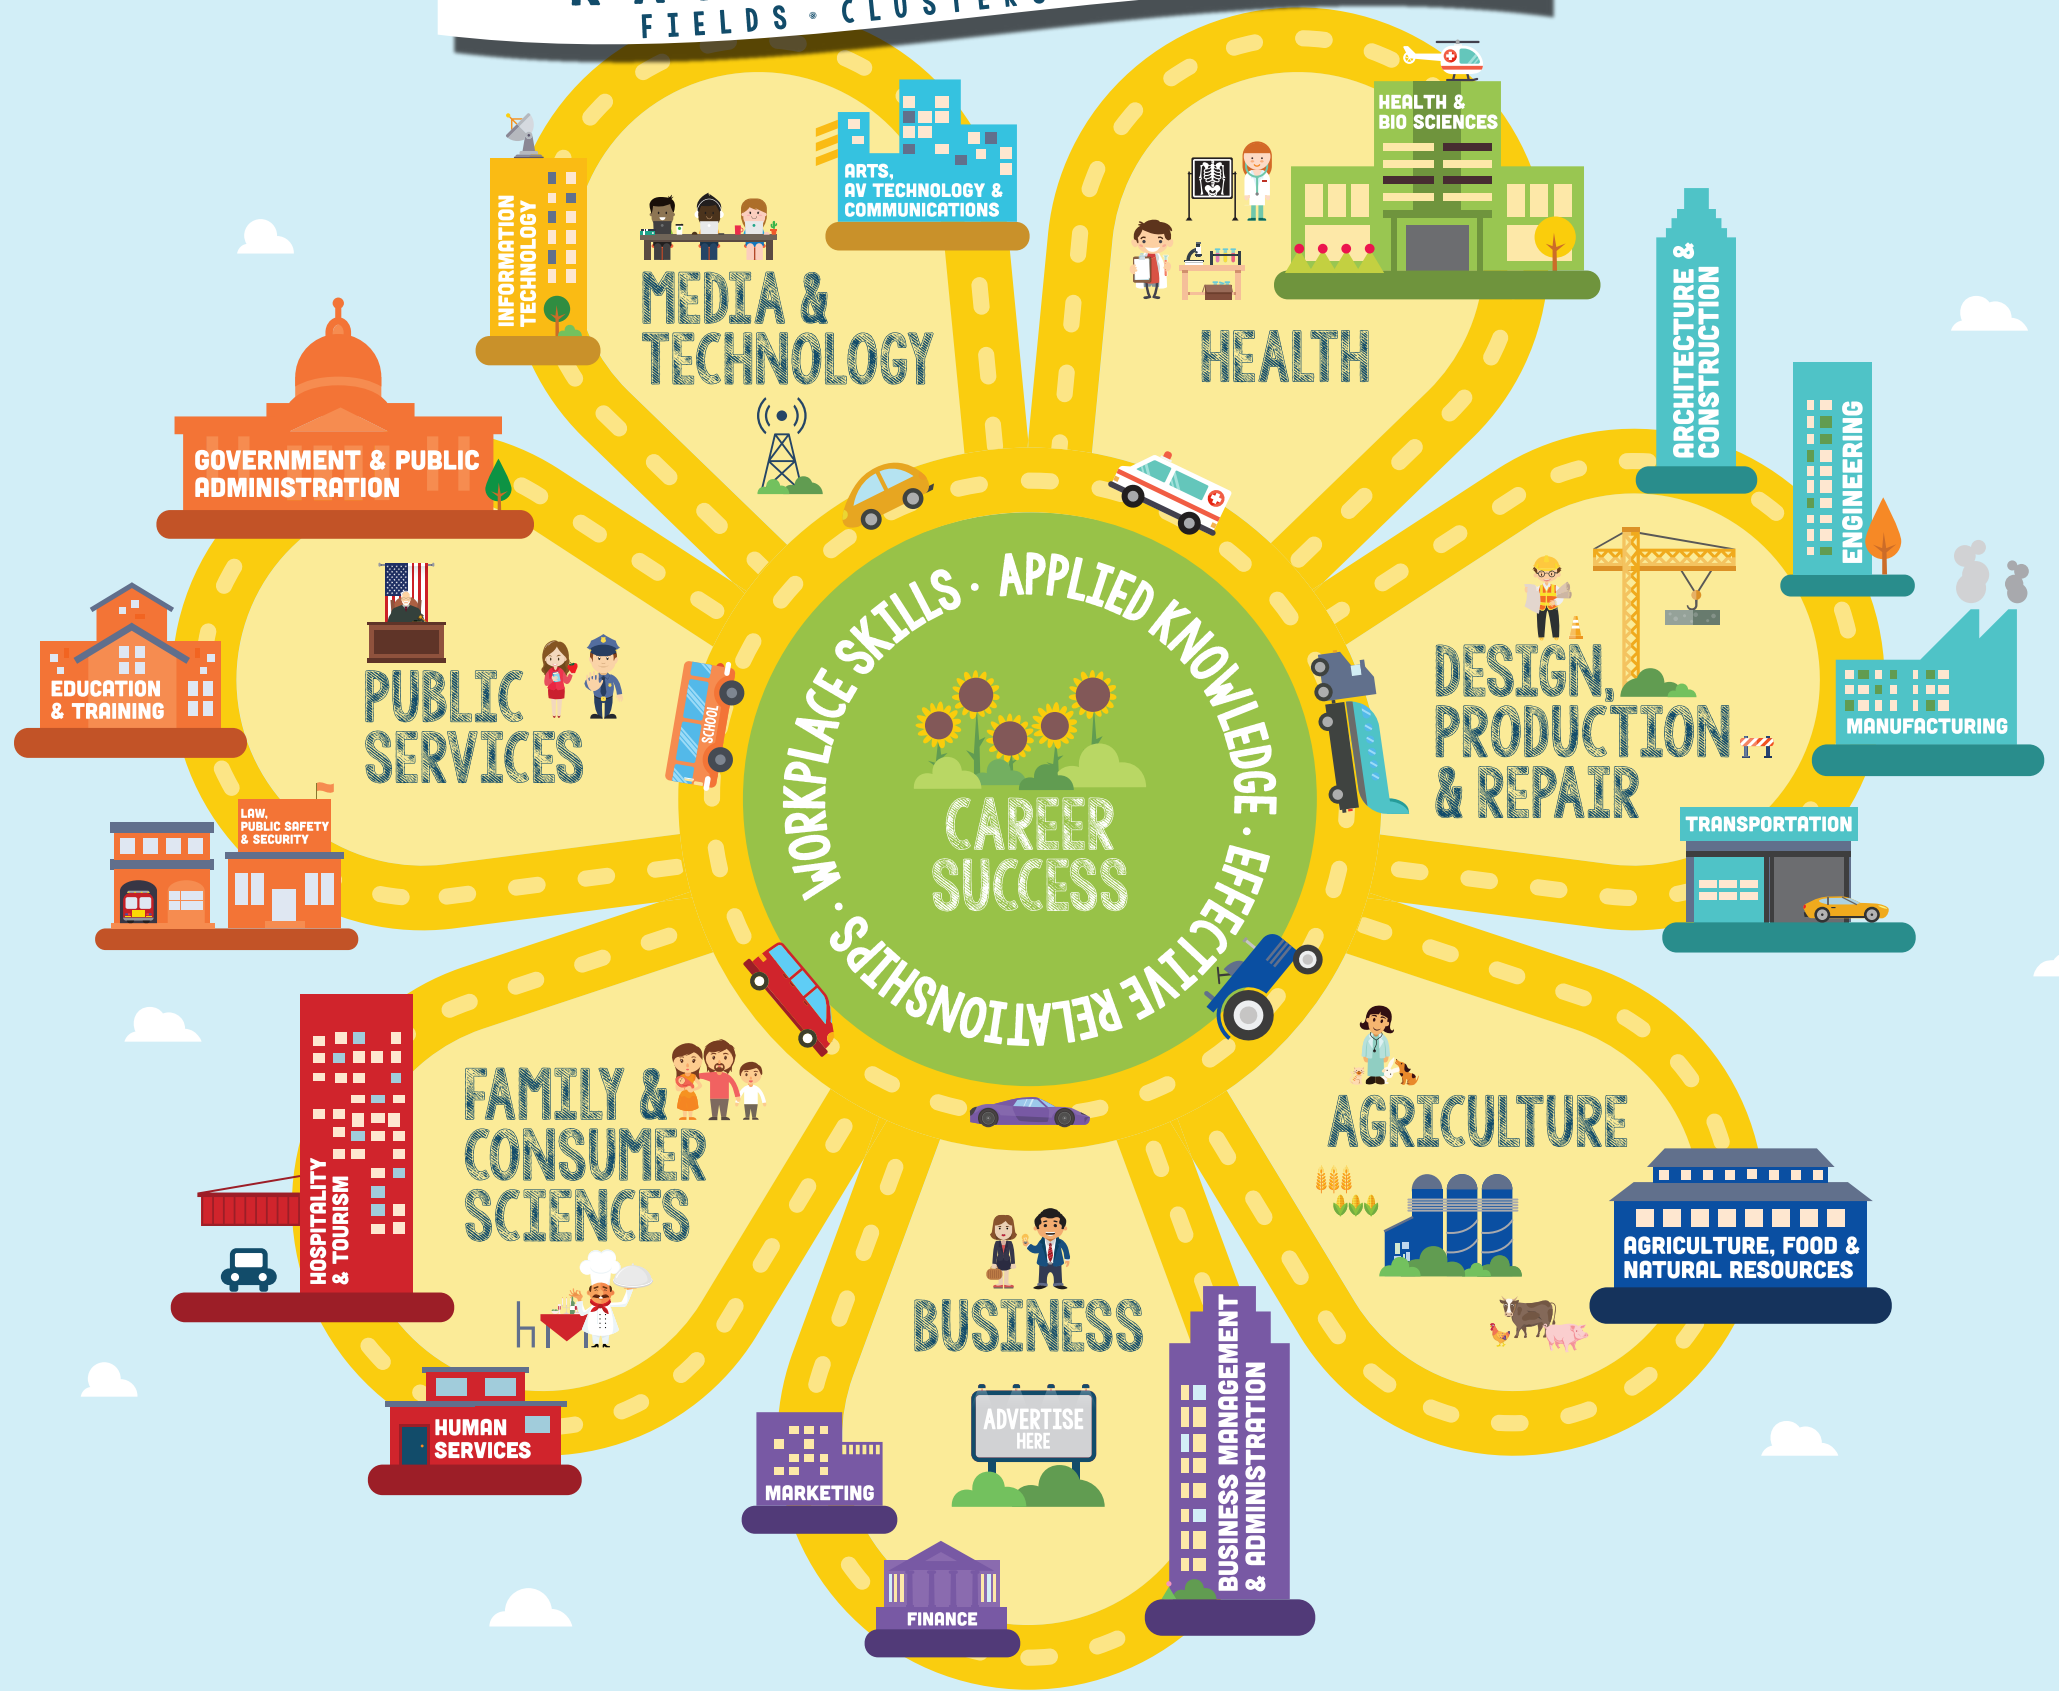 FIELDS · CLUSTERS
INFORMATION
TECHNOLOGY
ARTS,
AV TECHNOLOGY &
COMMUNICATIONS
MEDIA &
TECHNOLOGY
HEALTH &
BIO SCIENCES
HEALTH
ARCHITECTURE &
CONSTRUCTION
ENGINEERING
MANUFACTURING
TRANSPORTATION
DESIGN,
PRODUCTION
& REPAIR
GOVERNMENT & PUBLIC
ADMINISTRATION
EDUCATION
& TRAINING
LAW,
PUBLIC SAFETY
& SECURITY
PUBLIC
SERVICES
SCHOOL
WORKPLACE SKILLS · APPLIED KNOWLEDGE · EFFECTIVE RELATIONSHIPS ·
CAREER
SUCCESS
HOSPITALITY
& TOURISM
FAMILY &
CONSUMER
SCIENCES
HUMAN
SERVICES
AGRICULTURE
AGRICULTURE, FOOD &
NATURAL RESOURCES
BUSINESS
ADVERTISE
HERE
MARKETING
FINANCE
BUSINESS MANAGEMENT
& ADMINISTRATION